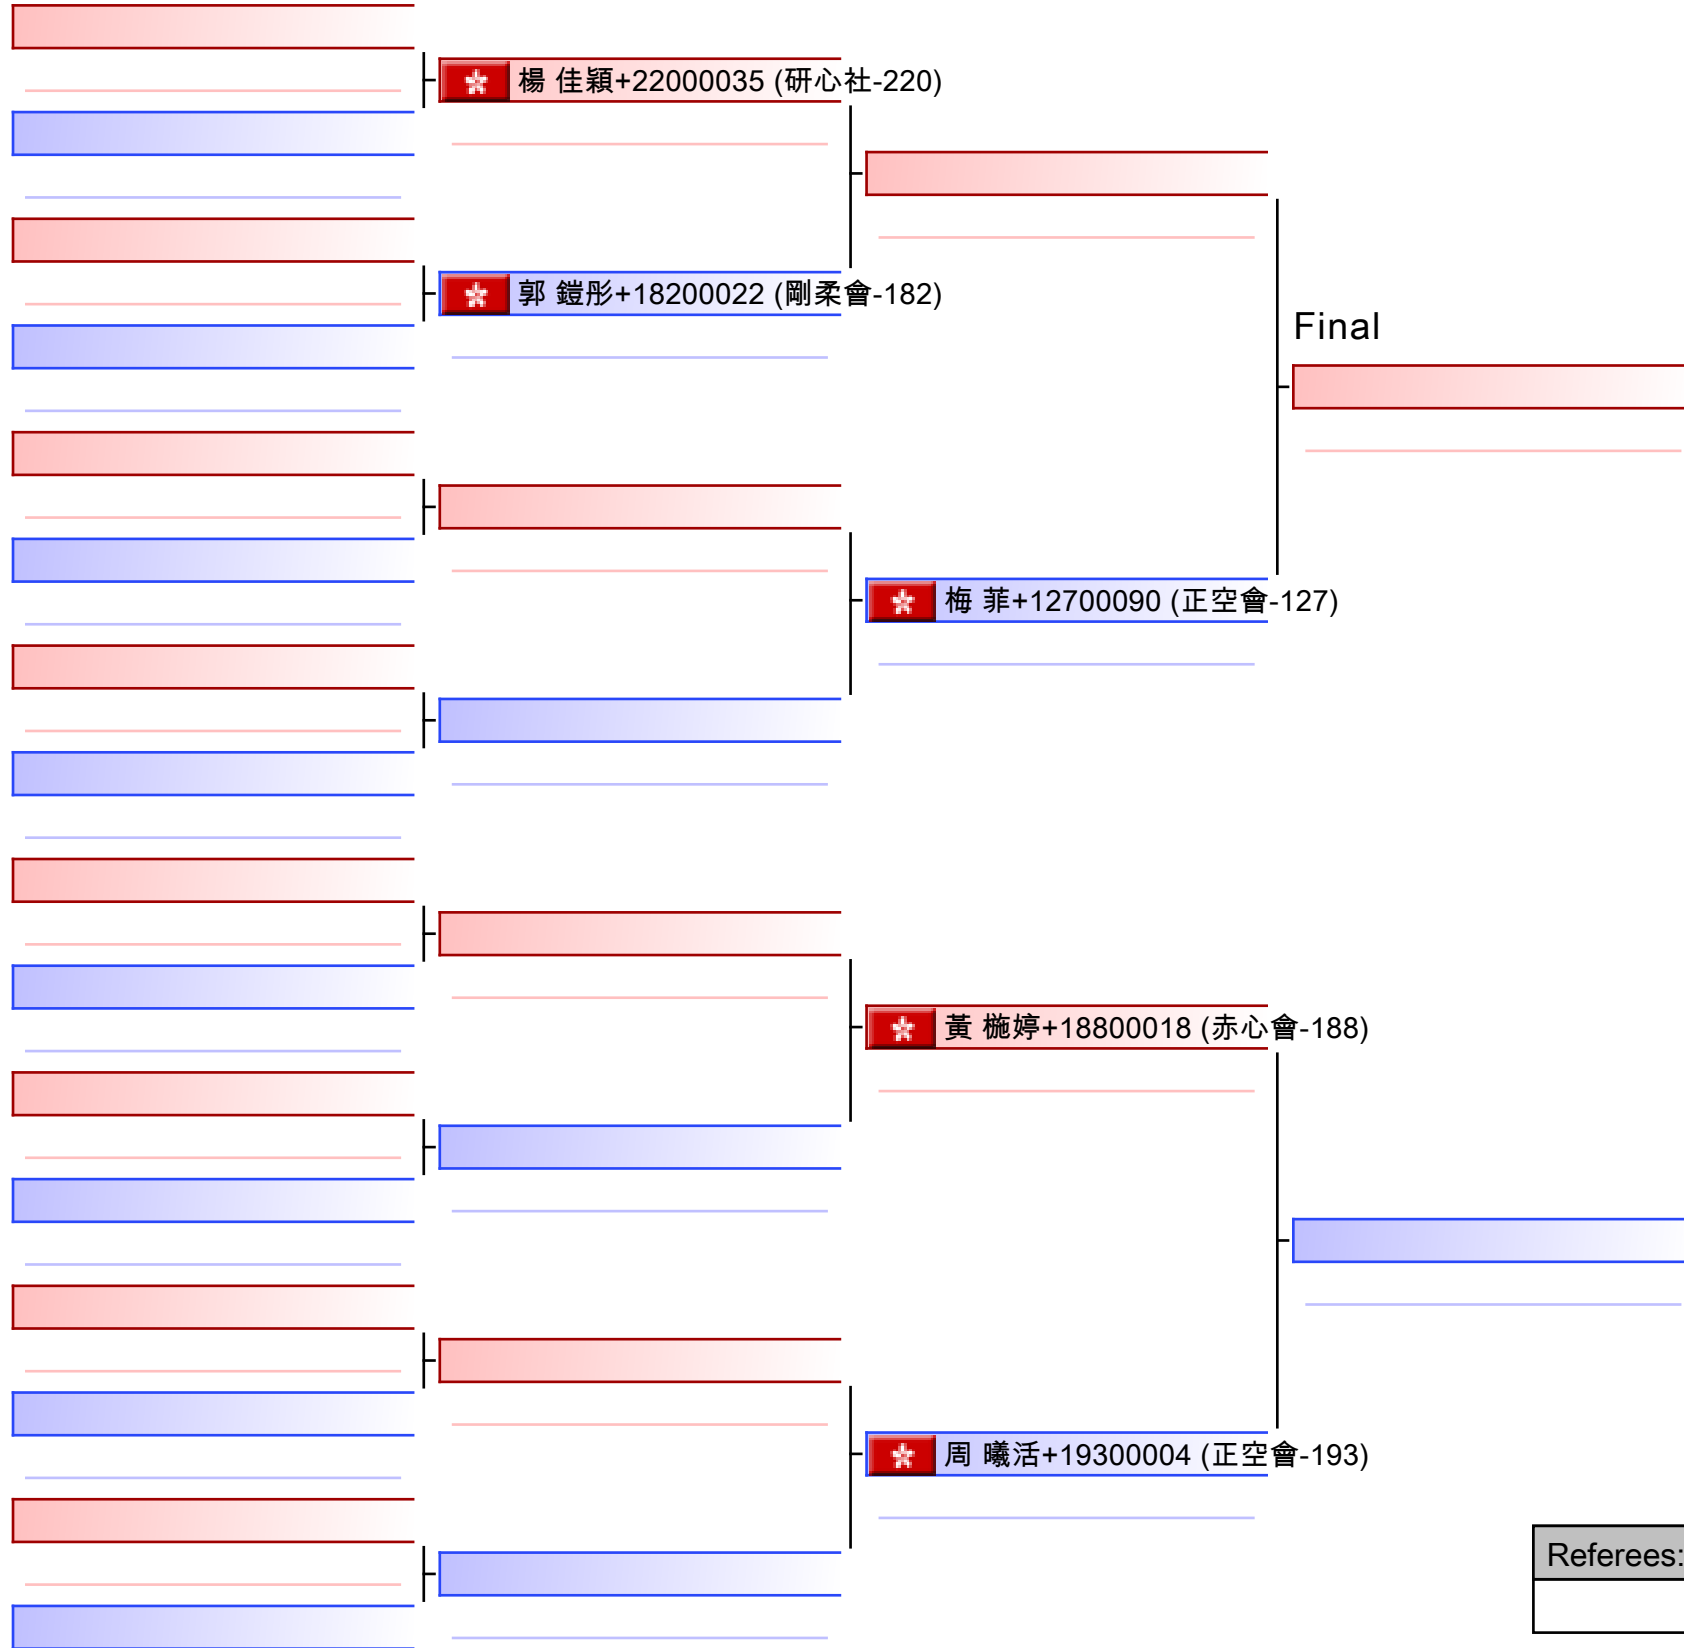 楊 佳穎+22000035 (研心社-220)
郭 鎧彤+18200022 (剛柔會-182)
Final
梅 菲+12700090 (正空會-127)
黃 椸婷+18800018 (赤心會-188)
周 曦活+19300004 (正空會-193)
Referees: